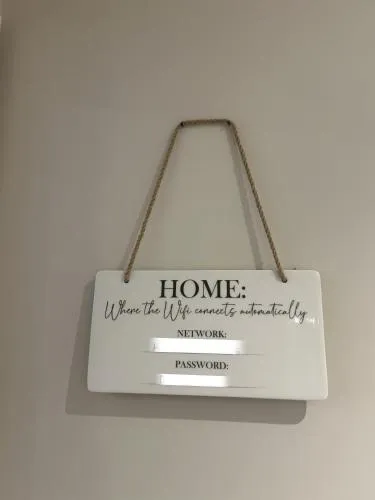 HOME:
Where the Wifi connects automatically
NETWORK:
PASSWORD: